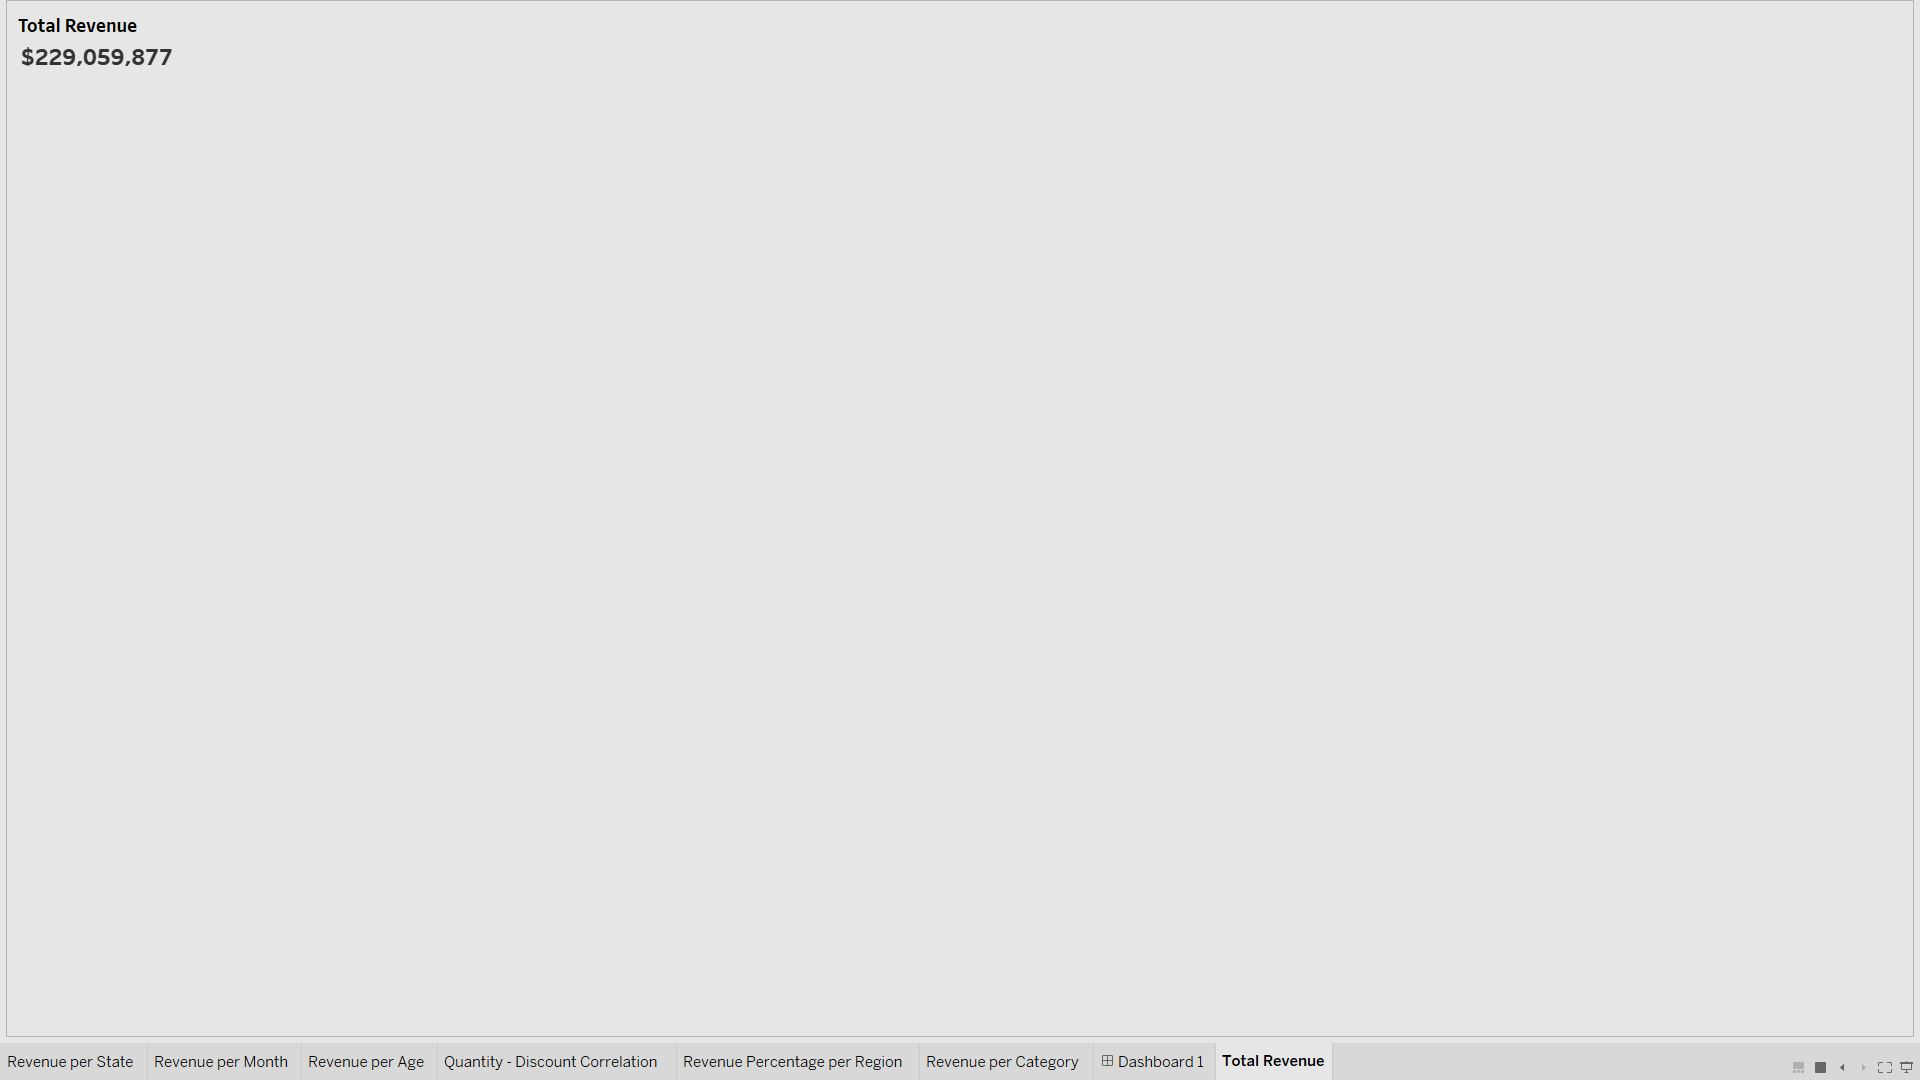 Total Revenue
$229,059,877
Revenue per State
Revenue per Month
Revenue per Age
Quantity - Discount Correlation
Revenue Percentage per Region
Revenue per Category
Dashboard 1
Total Revenue